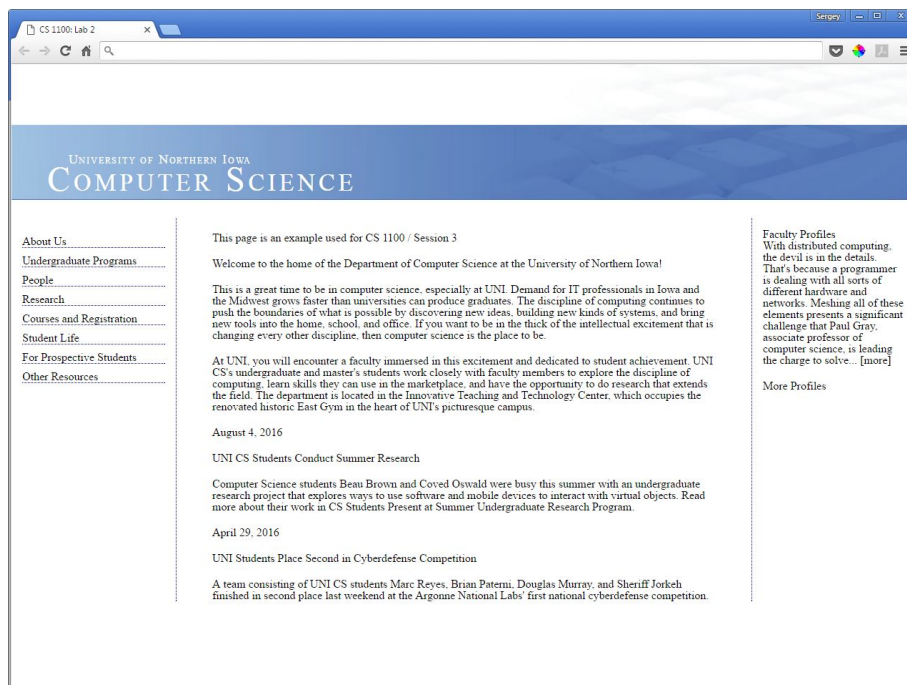 Sergey
CS 1100: Lab 2
UNIVERSITY OF NORTHERN IOWA
COMPUTER SCIENCE
About Us
Undergraduate Programs
People
Research
Courses and Registration
Student Life
For Prospective Students
Other Resources
This page is an example used for CS 1100 / Session 3
Welcome to the home of the Department of Computer Science at the University of Northern Iowa!
This is a great time to be in computer science, especially at UNI. Demand for IT professionals in Iowa and
the Midwest grows faster than universities can produce graduates. The discipline of computing continues to
push the boundaries of what is possible by discovering new ideas, building new kinds of systems, and bring
new tools into the home, school, and office. If you want to be in the thick of the intellectual excitement that is
changing every other discipline, then computer science is the place to be.
At UNI, you will encounter a faculty immersed in this excitement and dedicated to student achievement. UNI
CS's undergraduate and master's students work closely with faculty members to explore the discipline of
computing, learn skills they can use in the marketplace, and have the opportunity to do research that extends
the field. The department is located in the Innovative Teaching and Technology Center, which occupies the
renovated historic East Gym in the heart of UNI's picturesque campus.
August 4, 2016
UNI CS Students Conduct Summer Research
Computer Science students Beau Brown and Coved Oswald were busy this summer with an undergraduate
research project that explores ways to use software and mobile devices to interact with virtual objects. Read
more about their work in CS Students Present at Summer Undergraduate Research Program.
April 29, 2016
UNI Students Place Second in Cyberdefense Competition
A team consisting of UNI CS students Marc Reyes, Brian Paterni, Douglas Murray, and Sheriff Jorkeh
finished in second place last weekend at the Argonne National Labs' first national cyberdefense competition.
Faculty Profiles
With distributed computing,
the devil is in the details.
That's because a programmer
is dealing with all sorts of
different hardware and
networks. Meshing all of these
elements presents a significant
challenge that Paul Gray,
associate professor of
computer science, is leading
the charge to solve... [more]
More Profiles